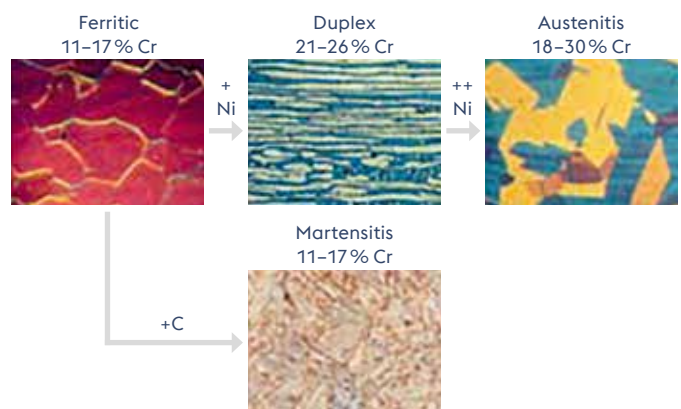 Ferritic
11–17 % Cr
+
Ni
Duplex
21–26 % Cr
++
Ni
Austenitis
18–30 % Cr
+C
Martensitis
11–17 % Cr